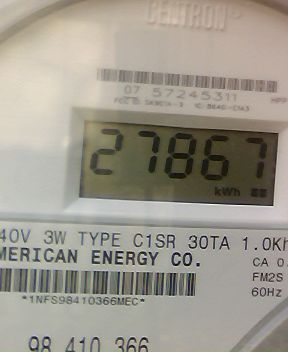 CENTRON®
07 57245311
27867
kWh
40V 3W TYPE C1SR 30TA 1.0Kh
MERICAN ENERGY CO.
CA 0.
FM2S
60Hz
*1NFS98410366MEC*
98 410 366